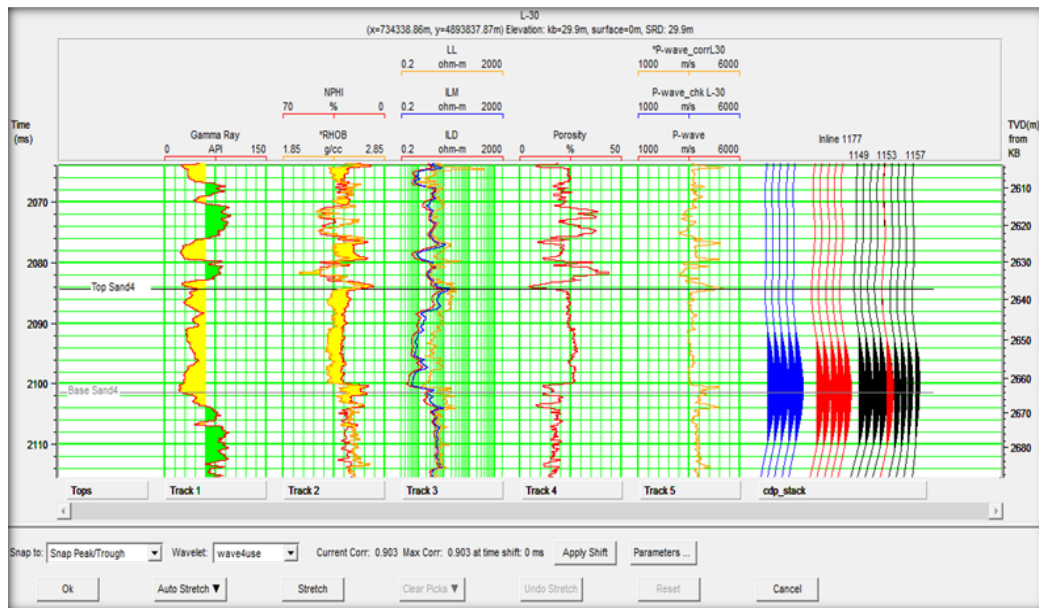 L-30
(x=734338.86m, y=4893837.87m) Elevation: kb=29.9m, surface=0m, SRD: 29.9m
LL
0.2 ohm-m 2000
*P-wave_corrL30
1000 m/s 6000
NPHI
70 % 0
ILM
0.2 ohm-m 2000
P-wave_chk L-30
1000 m/s 6000
Time
(ms)
Gamma Ray
0 API 150
*RHOB
1.85 g/cc 2.85
ILD
0.2 ohm-m 2000
Porosity
0 % 50
P-wave
1000 m/s 6000
Inline 1177
1149 1153 1157
TVD(m)
from
KB
2070
2080
2090
2100
2110
Top Sand4
Base Sand4
2610
2620
2630
2640
2650
2660
2670
2680
Tops Track 1 Track 2 Track 3 Track 4 Track 5 cdp_stack
Snap to: Snap Peak/Trough Wavelet: wave4use Current Corr: 0.903 Max Corr: 0.903 at time shift: 0 ms Apply Shift Parameters ...
Ok Auto Stretch ▼ Stretch Clear Picks ▼ Undo Stretch Reset Cancel